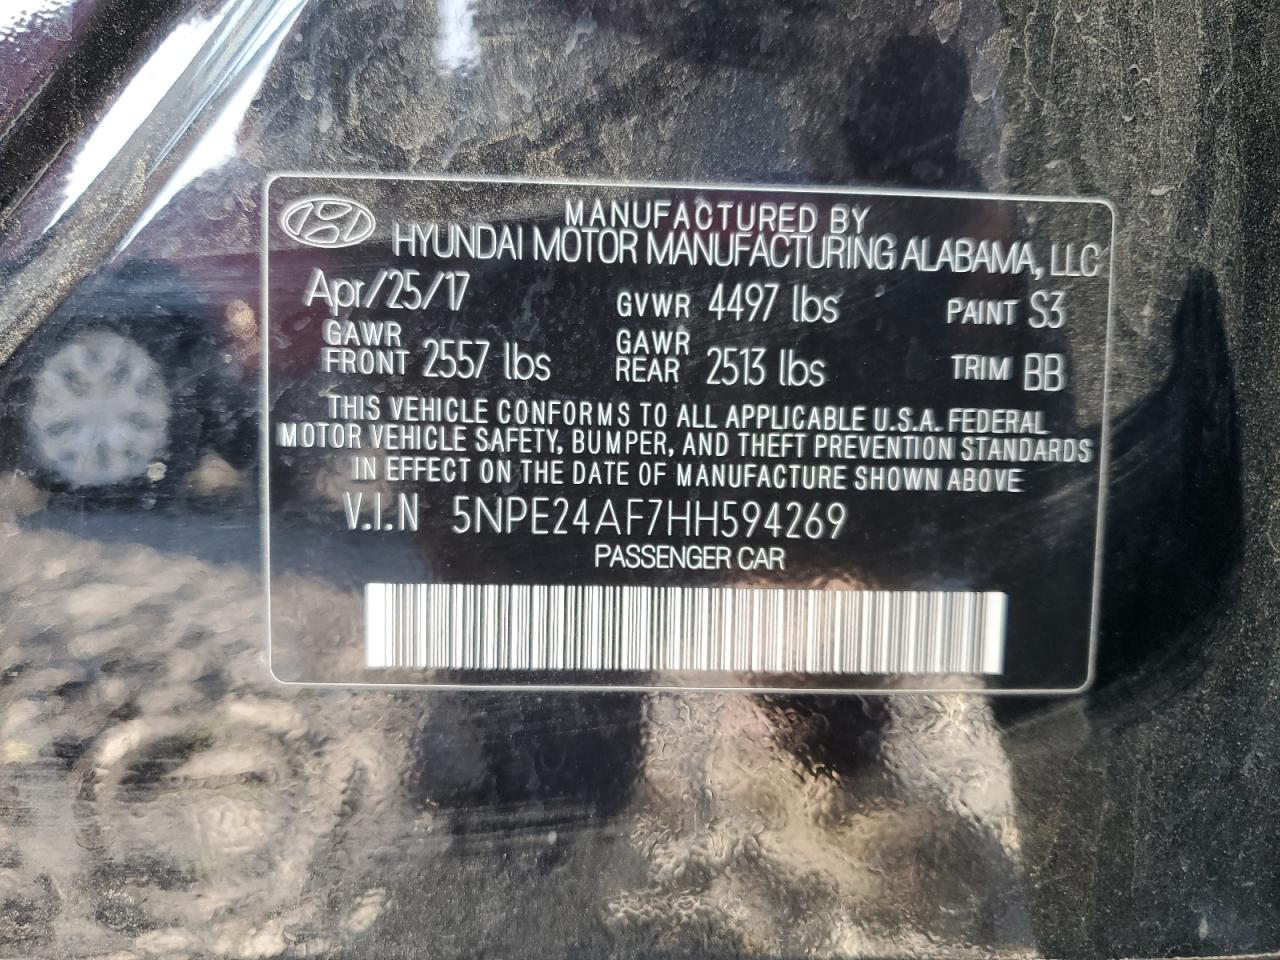 MANUFACTURED BY
HYUNDAI MOTOR MANUFACTURING ALABAMA, LLC
Apr/25/17 GVWR 4497 lbs PAINT S3
GAWR FRONT 2557 lbs GAWR REAR 2513 lbs TRIM BB
THIS VEHICLE CONFORMS TO ALL APPLICABLE U.S.A. FEDERAL
MOTOR VEHICLE SAFETY, BUMPER, AND THEFT PREVENTION STANDARDS
IN EFFECT ON THE DATE OF MANUFACTURE SHOWN ABOVE
V.I.N 5NPE24AF7HH594269
PASSENGER CAR